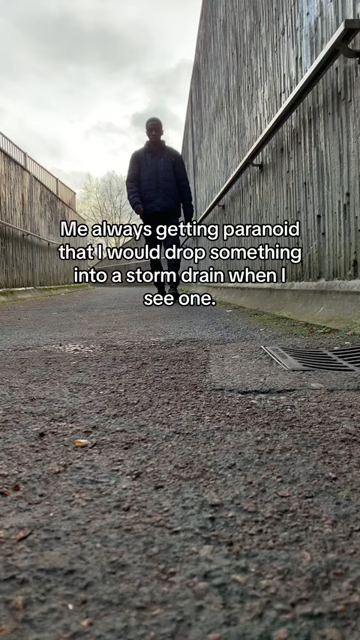 Me always getting paranoid
that I would drop something
into a storm drain when I
see one.